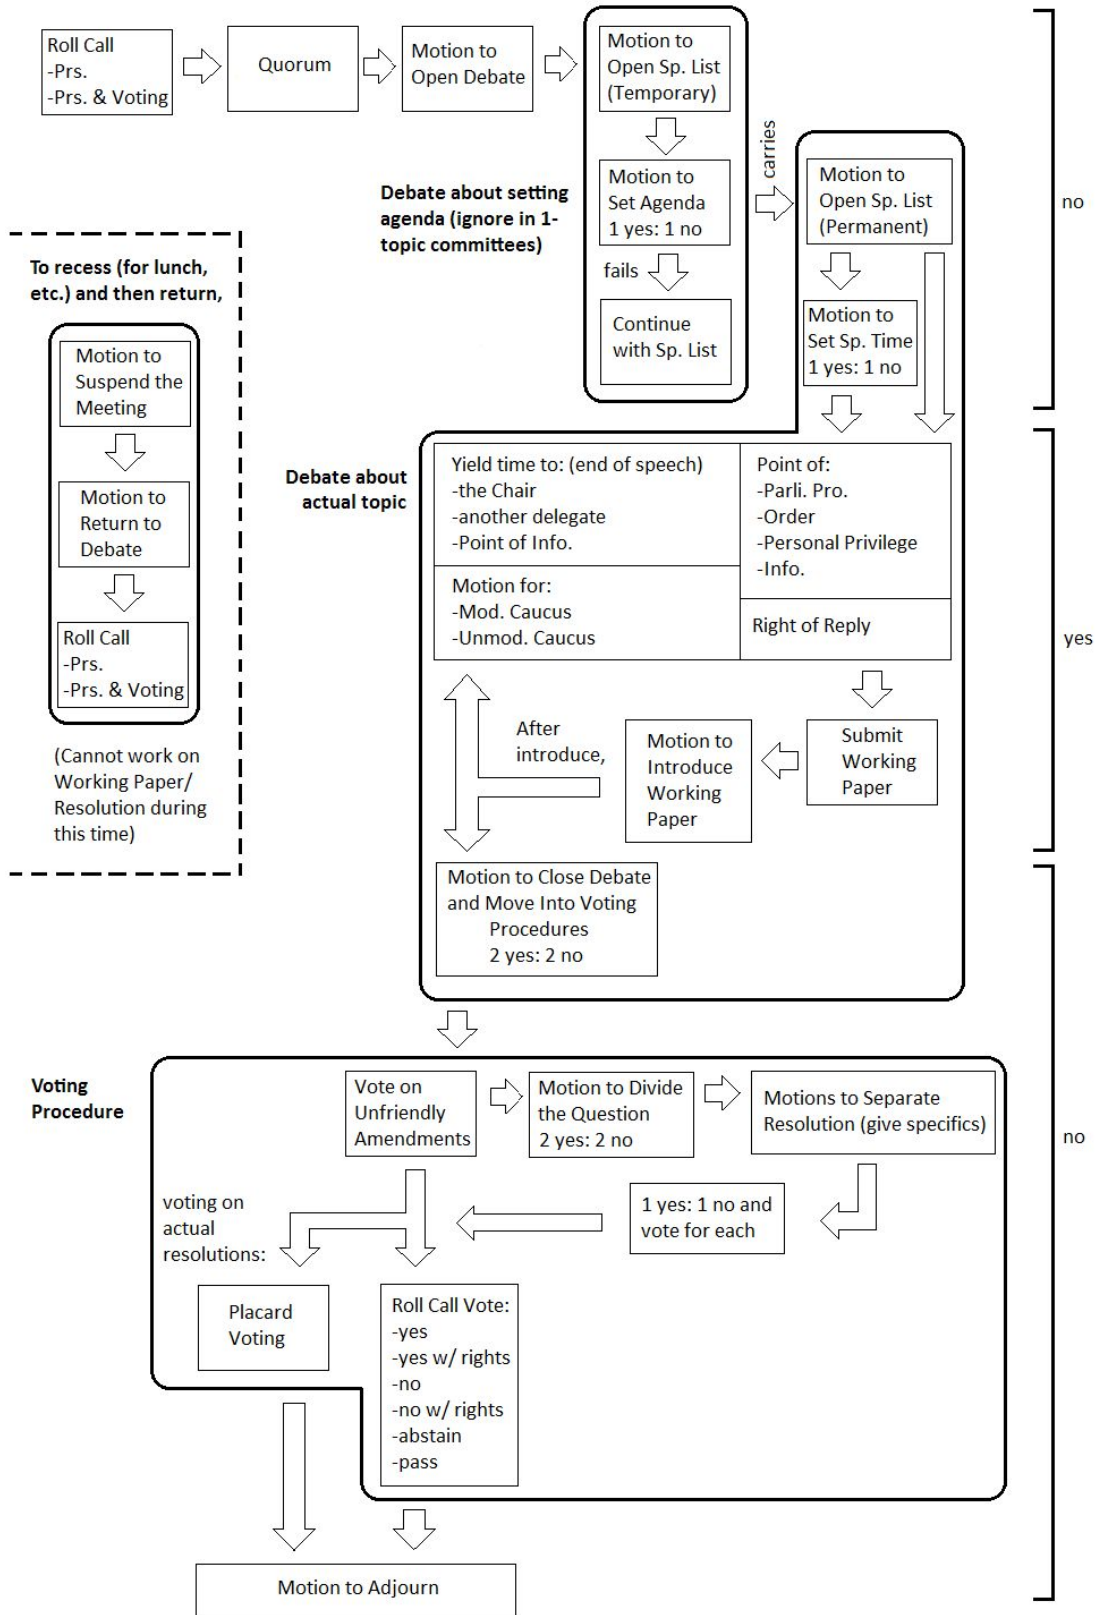 Roll Call
-Prs.
-Prs. & Voting
Quorum
Motion to
Open Debate
Motion to
Open Sp. List
(Temporary)
Motion to
Set Agenda
1 yes: 1 no
carries
fails
Continue
with Sp. List
Debate about setting
agenda (ignore in 1-
topic committees)
Motion to
Open Sp. List
(Permanent)
Motion to
Set Sp. Time
1 yes: 1 no
no
To recess (for lunch,
etc.) and then return,
Motion to
Suspend the
Meeting
Motion to
Return to
Debate
Roll Call
-Prs.
-Prs. & Voting
(Cannot work on
Working Paper/
Resolution during
this time)
Debate about
actual topic
Yield time to: (end of speech)
-the Chair
-another delegate
-Point of Info.
Motion for:
-Mod. Caucus
-Unmod. Caucus
Point of:
-Parli. Pro.
-Order
-Personal Privilege
-Info.
Right of Reply
yes
Submit
Working
Paper
Motion to
Introduce
Working
Paper
After
introduce,
Motion to Close Debate
and Move Into Voting
Procedures
2 yes: 2 no
Voting
Procedure
Vote on
Unfriendly
Amendments
Motion to Divide
the Question
2 yes: 2 no
Motions to Separate
Resolution (give specifics)
1 yes: 1 no and
vote for each
no
voting on
actual
resolutions:
Placard
Voting
Roll Call Vote:
-yes
-yes w/ rights
-no
-no w/ rights
-abstain
-pass
Motion to Adjourn